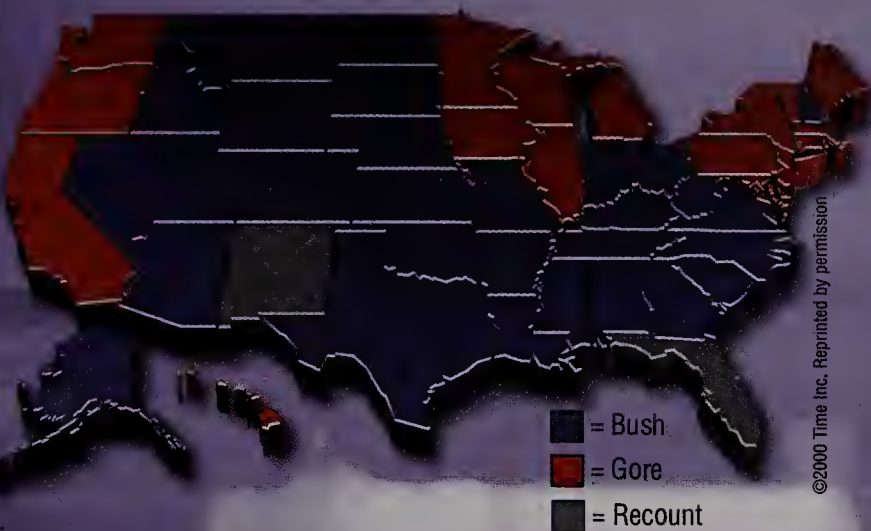 = Bush
= Gore
= Recount
©2000 Time Inc. Reprinted by permission